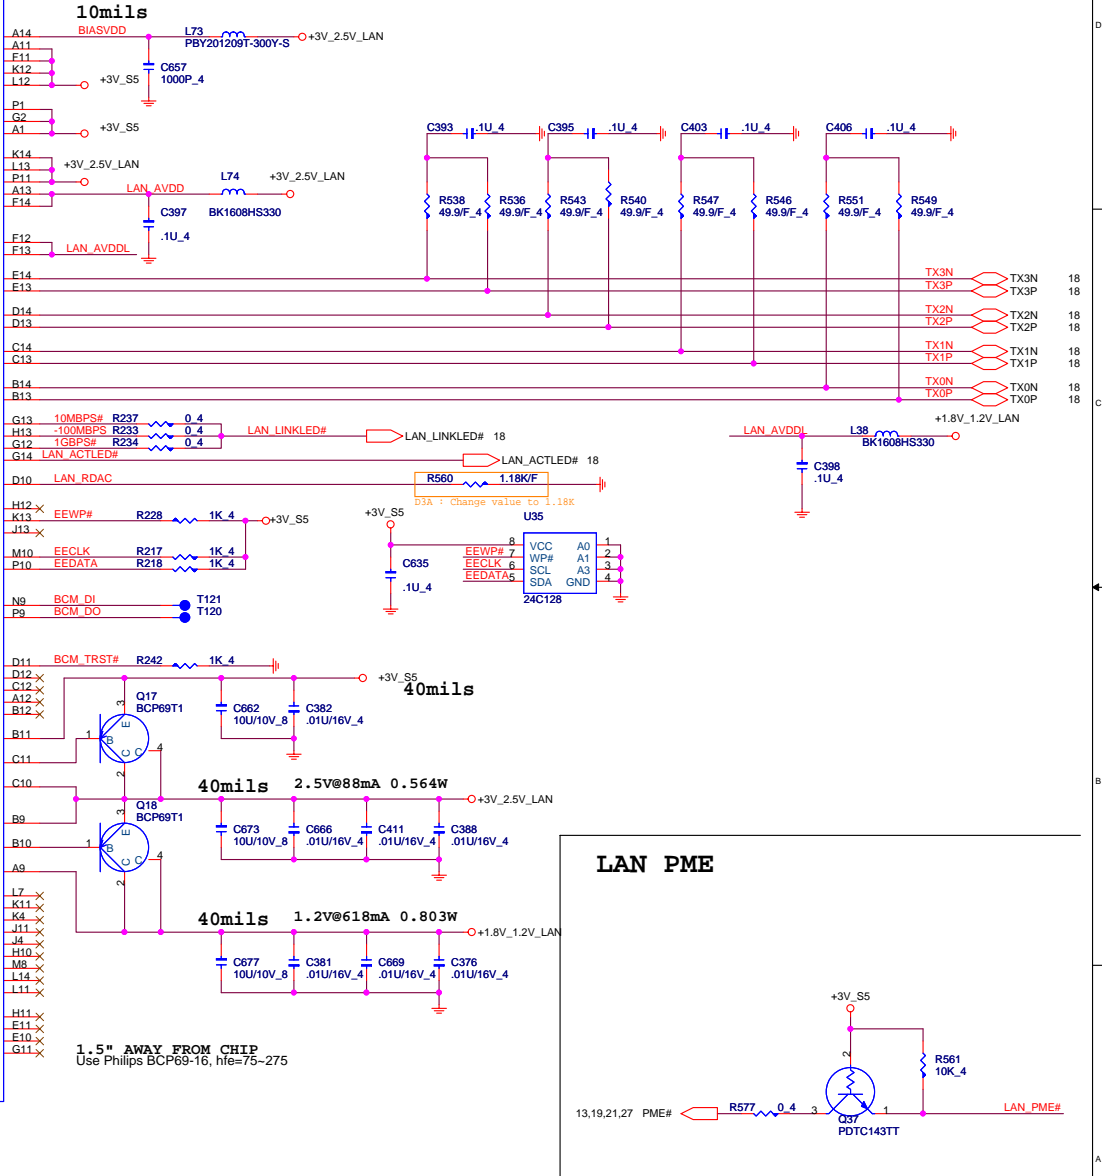 10mils
A14 BIASVDD L73 +3V_2.5V_LAN
PBY201209T-300Y-S
A11
F11
K12 C657
L12 +3V_S5 1000P_4
P1
G2
A1 +3V_S5
C393 .1U_4 C395 .1U_4 C403 .1U_4 C406 .1U_4
K14
L13 +3V_2.5V_LAN
P11 L74 +3V_2.5V_LAN
A13 LAN_AVDD
F14 BK1608HS330
C397
.1U_4
R538 R536 R543 R540 R547 R546 R551 R549
49.9/F_4 49.9/F_4 49.9/F_4 49.9/F_4 49.9/F_4 49.9/F_4 49.9/F_4 49.9/F_4
F12
F13 LAN_AVDDL
E14 TX3N TX3N 18
E13 TX3P TX3P 18
D14 TX2N TX2N 18
D13 TX2P TX2P 18
C14 TX1N TX1N 18
C13 TX1P TX1P 18
B14 TX0N TX0N 18
B13 TX0P TX0P 18
G13 10MBPS# R237 0_4
H13 -100MBPS R233 0_4 LAN_LINKLED# LAN_LINKLED# 18
G12 1GBPS# R234 0_4
G14 LAN_ACTLED# LAN_ACTLED# 18
+1.8V_1.2V_LAN
LAN_AVDDL L38
BK1608HS330
C398
.1U_4
D10 LAN_RDAC R560 1.18K/F
D3A : Change value to 1.18K
H12
K13 EEWP# R228 1K_4 +3V_S5
J13
M10 EECLK R217 1K_4
P10 EEDATA R218 1K_4
+3V_S5
C635
.1U_4
U35
8 VCC A0 1
EEWP# 7 WP# A1 2
EECLK 6 SCL A3 3
EEDATA 5 SDA GND 4
24C128
N9 BCM_DI T121
P9 BCM_DO T120
D11 BCM_TRST# R242 1K_4
D12
C12
A12
B12
+3V_S5
40mils
Q17
BCP69T1
3
E
1 B
C C 4
2
C662 C382
10U/10V_8 .01U/16V_4
B11
C11
C10
40mils 2.5V@88mA 0.564W
+3V_2.5V_LAN
B9
Q18
BCP69T1
3
E
B10 1 B
C C 4
2
C673 C666 C411 C388
10U/10V_8 .01U/16V_4 .01U/16V_4 .01U/16V_4
A9
L7
K11
K4
J11
J4
H10
M8
L14
L11
40mils 1.2V@618mA 0.803W
+1.8V_1.2V_LAN
C677 C381 C669 C376
10U/10V_8 .01U/16V_4 .01U/16V_4 .01U/16V_4
H11
E11
E10
G11
1.5" AWAY FROM CHIP
Use Philips BCP69-16, hfe=75~275
LAN PME
+3V_S5
2
R561
10K_4
13,19,21,27 PME# R577 0_4 3 1 LAN_PME#
Q37
PDTC143TT
D
C
B
A